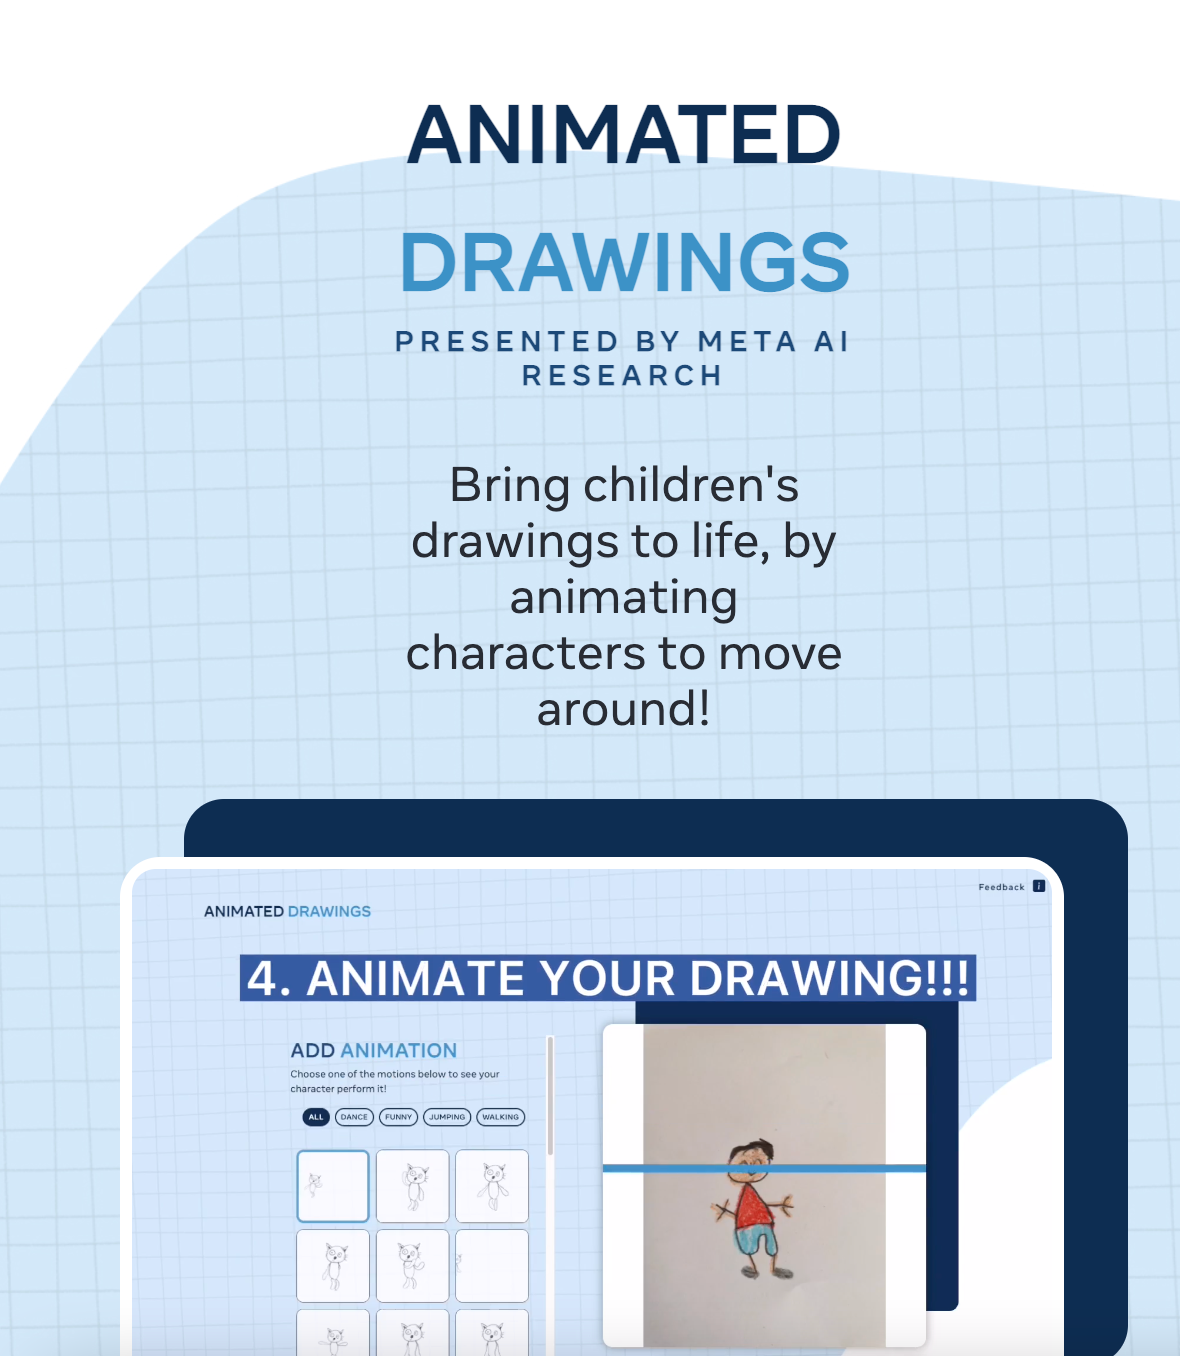 ANIMATED
DRAWINGS
PRESENTED BY META AI
RESEARCH
Bring children's
drawings to life, by
animating
characters to move
around!
Feedback i
ANIMATED DRAWINGS
4. ANIMATE YOUR DRAWING!!!
ADD ANIMATION
Choose one of the motions below to see your
character perform it!
ALL DANCE FUNNY JUMPING WALKING